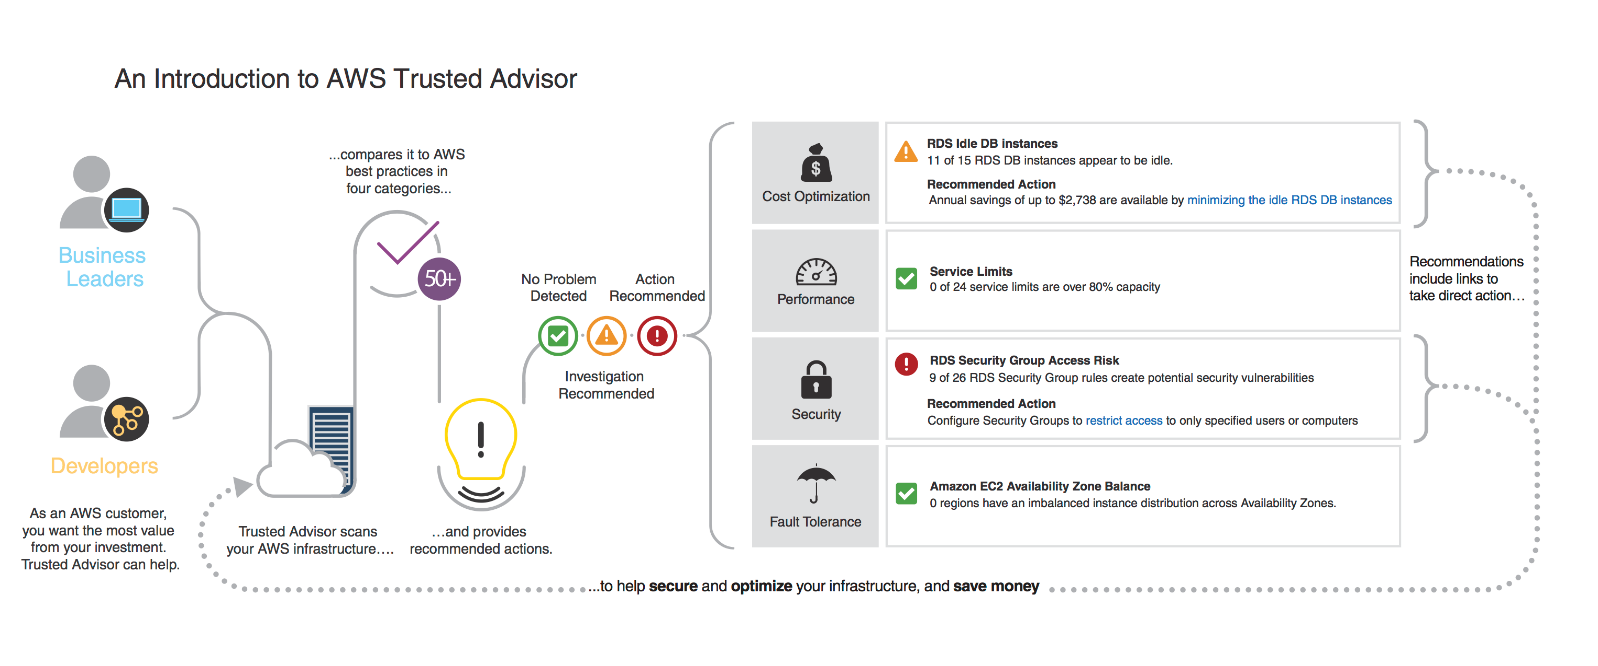 An Introduction to AWS Trusted Advisor
Business
Leaders
Developers
As an AWS customer,
you want the most value
from your investment.
Trusted Advisor can help.
Trusted Advisor scans
your AWS infrastructure....
...compares it to AWS
best practices in
four categories...
50+
...and provides
recommended actions.
No Problem
Detected
Action
Recommended
Investigation
Recommended
$
Cost Optimization
RDS Idle DB instances
11 of 15 RDS DB instances appear to be idle.
Recommended Action
Annual savings of up to $2,738 are available by minimizing the idle RDS DB instances
Performance
Service Limits
0 of 24 service limits are over 80% capacity
Security
RDS Security Group Access Risk
9 of 26 RDS Security Group rules create potential security vulnerabilities
Recommended Action
Configure Security Groups to restrict access to only specified users or computers
Fault Tolerance
Amazon EC2 Availability Zone Balance
0 regions have an imbalanced instance distribution across Availability Zones.
Recommendations
include links to
take direct action...
...to help secure and optimize your infrastructure, and save money